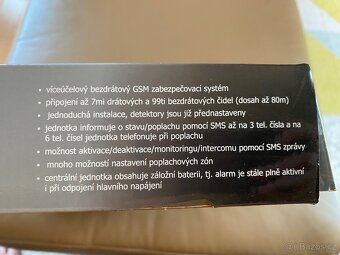 • víceúčelový bezdrátový GSM zabezpečovací systém
• připojení až 7mi drátových a 99ti bezdrátových čidel (dosah až 80m)
• jednoduchá instalace, detektory jsou již přednastaveny
• jednotka informuje o stavu/poplachu pomocí SMS až na 3 tel. čísla a na
6 tel. čísel jednotka telefonuje při poplachu
• možnost aktivace/deaktivace/monitoringu/intercomu pomocí SMS zprávy
• mnoho možností nastavení poplachových zón
• centrální jednotka obsahuje záložní baterii, tj. alarm je stále plně aktivní
i při odpojení hlavního napájení
Bazoš.cz